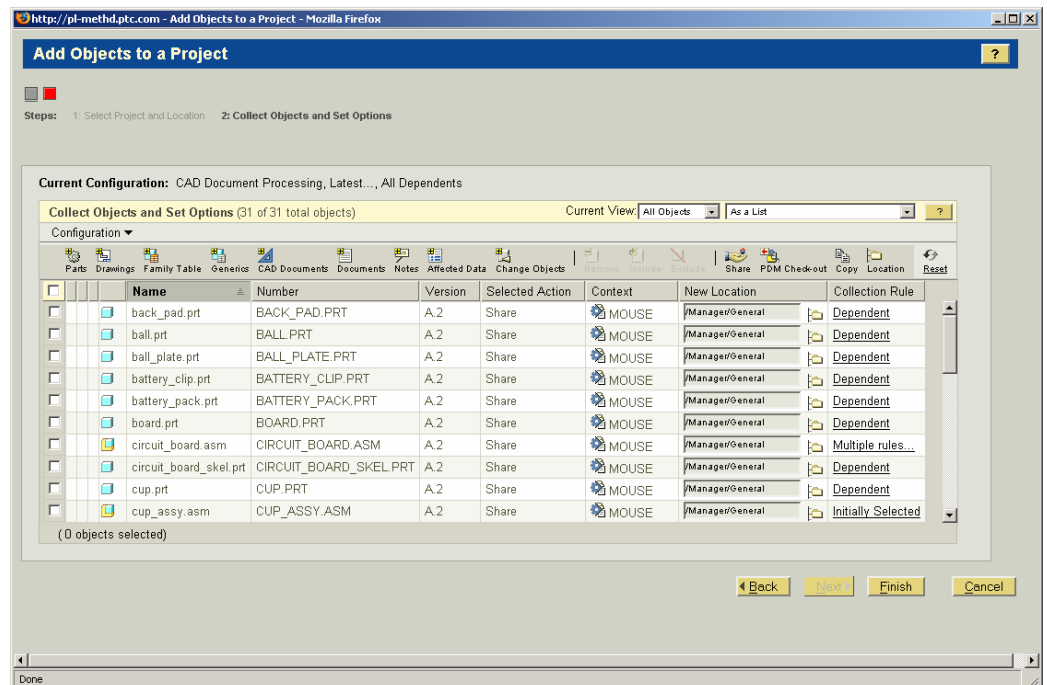 http://pl-methd.ptc.com - Add Objects to a Project - Mozilla Firefox
Add Objects to a Project
?
Steps: 1: Select Project and Location 2: Collect Objects and Set Options
Current Configuration: CAD Document Processing, Latest..., All Dependents
Collect Objects and Set Options (31 of 31 total objects) Current View: All Objects As a List ?
Configuration
Parts Drawings Family Table Generics CAD Documents Documents Notes Affected Data Change Objects Remove Include Exclude Share PDM Check-out Copy Location Reset
Name Number Version Selected Action Context New Location Collection Rule
back_pad.prt BACK_PAD.PRT A.2 Share MOUSE /Manager/General Dependent
ball.prt BALL.PRT A.2 Share MOUSE /Manager/General Dependent
ball_plate.prt BALL_PLATE.PRT A.2 Share MOUSE /Manager/General Dependent
battery_clip.prt BATTERY_CLIP.PRT A.2 Share MOUSE /Manager/General Dependent
battery_pack.prt BATTERY_PACK.PRT A.2 Share MOUSE /Manager/General Dependent
board.prt BOARD.PRT A.2 Share MOUSE /Manager/General Dependent
circuit_board.asm CIRCUIT_BOARD.ASM A.2 Share MOUSE /Manager/General Multiple rules...
circuit_board_skel.prt CIRCUIT_BOARD_SKEL.PRT A.2 Share MOUSE /Manager/General Dependent
cup.prt CUP.PRT A.2 Share MOUSE /Manager/General Dependent
cup_assy.asm CUP_ASSY.ASM A.2 Share MOUSE /Manager/General Initially Selected
(0 objects selected)
Back Next Finish Cancel
Done